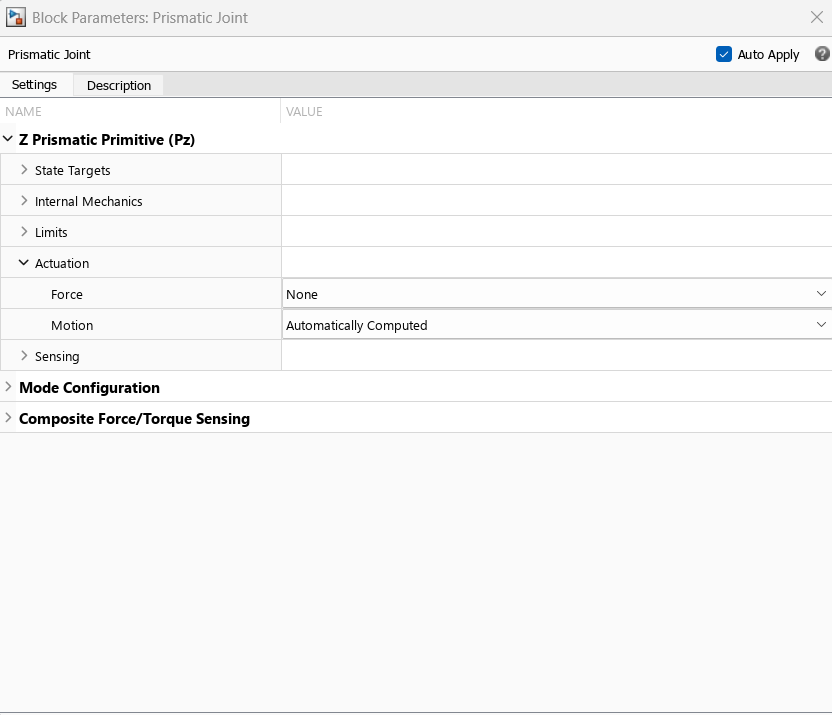 Block Parameters: Prismatic Joint
Prismatic Joint
Auto Apply
Settings Description
NAME VALUE
Z Prismatic Primitive (Pz)
State Targets
Internal Mechanics
Limits
Actuation
Force None
Motion Automatically Computed
Sensing
Mode Configuration
Composite Force/Torque Sensing